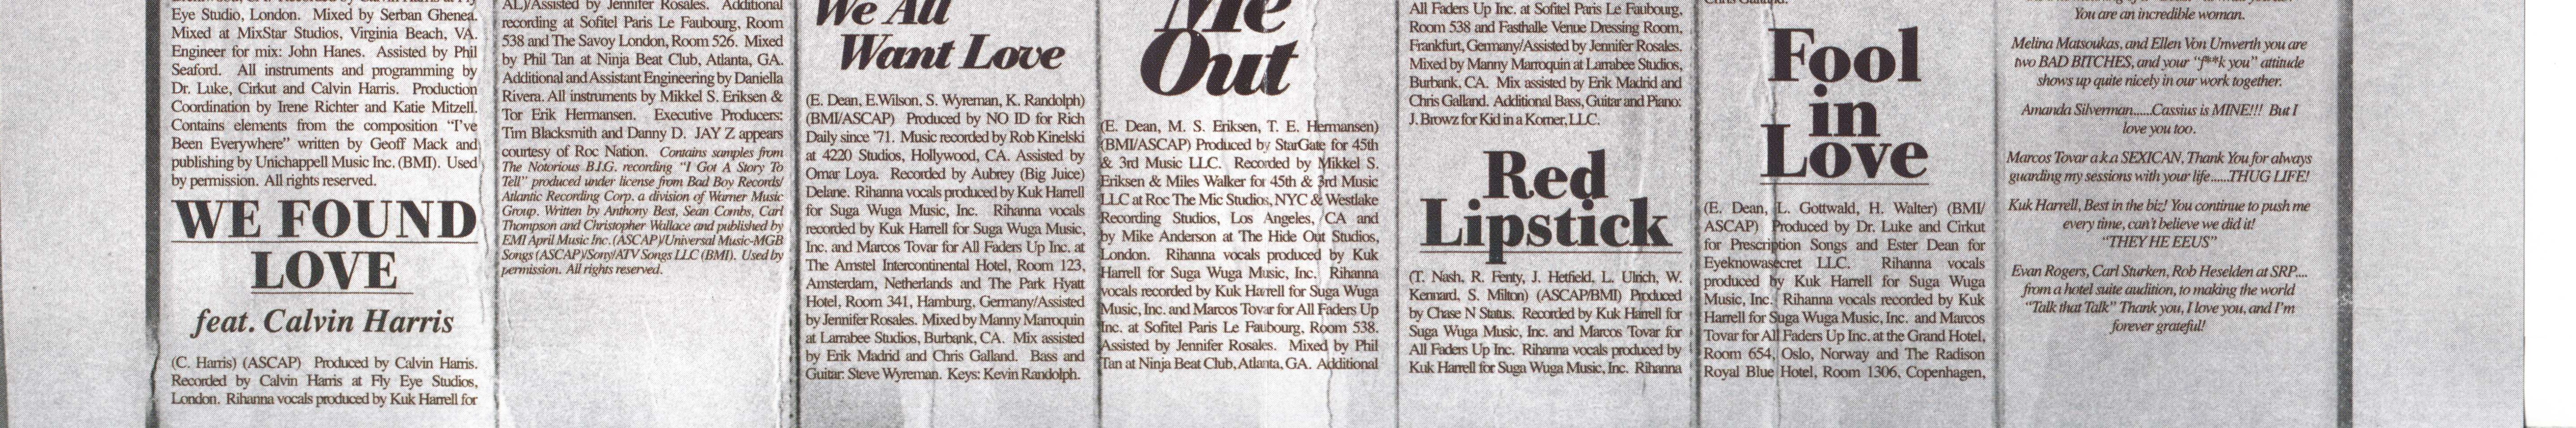 Eye Studio, London. Mixed by Serban Ghenea.
Mixed at MixStar Studios, Virginia Beach, VA.
Engineer for mix: John Hanes. Assisted by Phil
Seaford. All instruments and programming by
Dr. Luke, Cirkut and Calvin Harris. Production
Coordination by Irene Richter and Katie Mitzell.
Contains elements from the composition "I've
Been Everywhere" written by Geoff Mack and
publishing by Unichappell Music Inc. (BMI). Used
by permission. All rights reserved.
WE FOUND
LOVE
feat. Calvin Harris
(C. Harris) (ASCAP) Produced by Calvin Harris.
Recorded by Calvin Harris at Fly Eye Studios,
London. Rihanna vocals produced by Kuk Harrell for
AL)/Assisted by Jennifer Rosales. Additional
recording at Sofitel Paris Le Faubourg, Room
538 and The Savoy London, Room 526. Mixed
by Phil Tan at Ninja Beat Club, Atlanta, GA.
Additional and Assistant Engineering by Daniella
Rivera. All instruments by Mikkel S. Eriksen &
Tor Erik Hermansen. Executive Producers:
Tim Blacksmith and Danny D. JAY Z appears
courtesy of Roc Nation. Contains samples from
The Notorious B.I.G. recording "I Got A Story To
Tell" produced under license from Bad Boy Records/
Atlantic Recording Corp. a division of Warner Music
Group. Written by Anthony Best, Sean Combs, Carl
Thompson and Christopher Wallace and published by
EMI April Music Inc. (ASCAP)/Universal Music-MGB
Songs (ASCAP)/Sony/ATV Songs LLC (BMI). Used by
permission. All rights reserved.
We All
Want Love
(E. Dean, E.Wilson, S. Wyreman, K. Randolph)
(BMI/ASCAP) Produced by NO ID for Rich
Daily since '71. Music recorded by Rob Kinelski
at 4220 Studios, Hollywood, CA. Assisted by
Omar Loya. Recorded by Aubrey (Big Juice)
Delane. Rihanna vocals produced by Kuk Harrell
for Suga Wuga Music, Inc. Rihanna vocals
recorded by Kuk Harrell for Suga Wuga Music,
Inc. and Marcos Tovar for All Faders Up Inc. at
The Amstel Intercontinental Hotel, Room 123,
Amsterdam, Netherlands and The Park Hyatt
Hotel, Room 341, Hamburg, Germany/Assisted
by Jennifer Rosales. Mixed by Manny Marroquin
at Larrabee Studios, Burbank, CA. Mix assisted
by Erik Madrid and Chris Galland. Bass and
Guitar: Steve Wyreman. Keys: Kevin Randolph.
Me
Out
(E. Dean, M. S. Eriksen, T. E. Hermansen)
(BMI/ASCAP) Produced by StarGate for 45th
& 3rd Music LLC. Recorded by Mikkel S.
Eriksen & Miles Walker for 45th & 3rd Music
LLC at Roc The Mic Studios, NYC & Westlake
Recording Studios, Los Angeles, CA and
by Mike Anderson at The Hide Out Studios,
London. Rihanna vocals produced by Kuk
Harrell for Suga Wuga Music, Inc. Rihanna
vocals recorded by Kuk Harrell for Suga Wuga
Music, Inc. and Marcos Tovar for All Faders Up
Inc. at Sofitel Paris Le Faubourg, Room 538.
Assisted by Jennifer Rosales. Mixed by Phil
Tan at Ninja Beat Club, Atlanta, GA. Additional
All Faders Up Inc. at Sofitel Paris Le Faubourg,
Room 538 and Fasthalle Venue Dressing Room,
Frankfurt, Germany/Assisted by Jennifer Rosales.
Mixed by Manny Marroquin at Larrabee Studios,
Burbank, CA. Mix assisted by Erik Madrid and
Chris Galland. Additional Bass, Guitar and Piano:
J. Browz for Kid in a Korner, LLC.
Red
Lipstick
(T. Nash, R. Fenty, J. Hetfield, L. Ulrich, W.
Kennard, S. Milton) (ASCAP/BMI) Produced
by Chase N Status. Recorded by Kuk Harrell for
Suga Wuga Music, Inc. and Marcos Tovar for
All Faders Up Inc. Rihanna vocals produced by
Kuk Harrell for Suga Wuga Music, Inc. Rihanna
Fool
in
Love
(E. Dean, L. Gottwald, H. Walter) (BMI/
ASCAP) Produced by Dr. Luke and Cirkut
for Prescription Songs and Ester Dean for
Eyeknowasecret LLC. Rihanna vocals
produced by Kuk Harrell for Suga Wuga
Music, Inc. Rihanna vocals recorded by Kuk
Harrell for Suga Wuga Music, Inc. and Marcos
Tovar for All Faders Up Inc. at the Grand Hotel,
Room 654, Oslo, Norway and The Radison
Royal Blue Hotel, Room 1306, Copenhagen,
You are an incredible woman.
Melina Matsoukas, and Ellen Von Unwerth you are
two BAD BITCHES, and your "f**k you" attitude
shows up quite nicely in our work together.
Amanda Silverman......Cassius is MINE!!! But I
love you too.
Marcos Tovar a.k.a SEXICAN, Thank You for always
guarding my sessions with your life......THUG LIFE!
Kuk Harrell, Best in the biz! You continue to push me
every time, can't believe we did it!
"THEY HE EEUS"
Evan Rogers, Carl Sturken, Rob Heselden at SRP....
from a hotel suite audition, to making the world
"Talk that Talk" Thank you, I love you, and I'm
forever grateful!